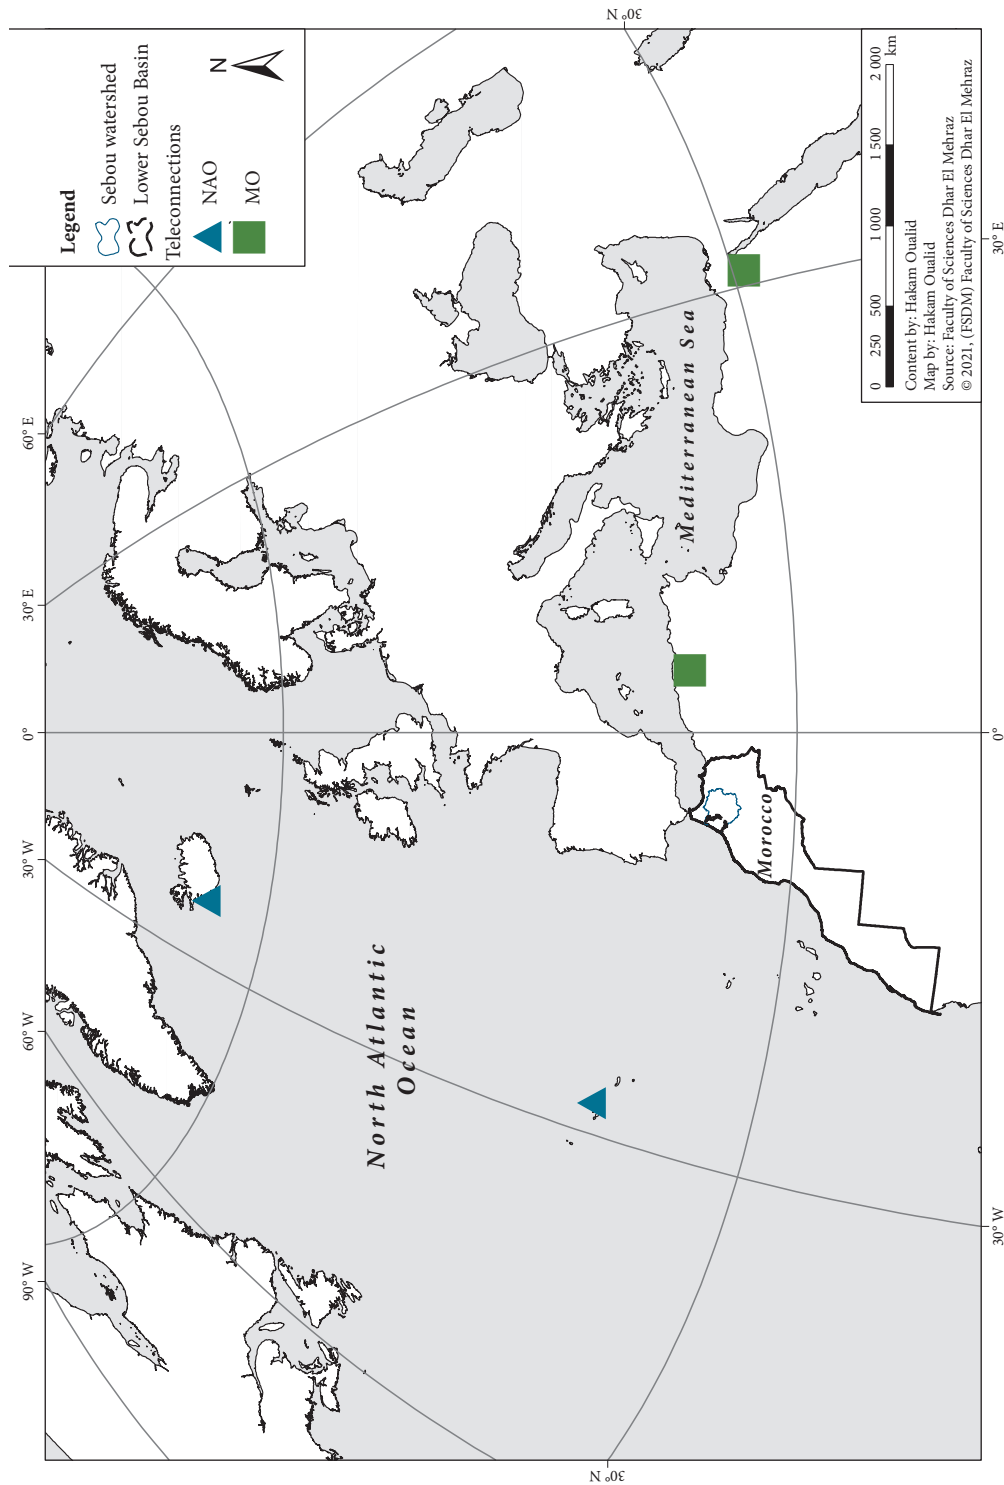 90° W
60° W
30° W
0°
30° E
60° E
Legend
Sebou watershed
Lower Sebou Basin
Teleconnections
NAO
MO
N
North Atlantic
Ocean
Mediterranean Sea
Morocco
30° N
30° N
30° W
0°
30° E
0 250 500 1 000 1 500 2 000
km
Content by: Hakam Oualid
Map by: Hakam Oualid
Source: Faculty of Sciences Dhar El Mehraz
© 2021, (FSDM) Faculty of Sciences Dhar El Mehraz